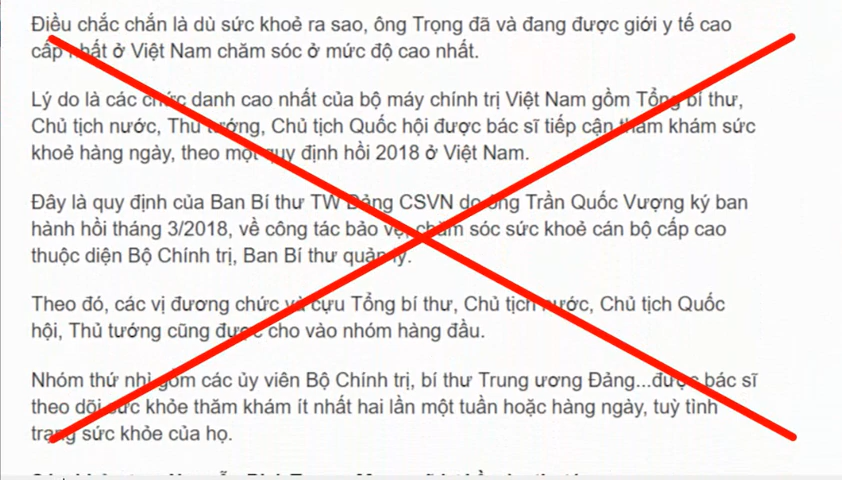 Điều chắc chắn là dù sức khoẻ ra sao, ông Trọng đã và đang được giới y tế cao
cấp nhất ở Việt Nam chăm sóc ở mức độ cao nhất.
Lý do là các chức danh cao nhất của bộ máy chính trị Việt Nam gồm Tổng bí thư,
Chủ tịch nước, Thủ tướng, Chủ tịch Quốc hội được bác sĩ tiếp cận thăm khám sức
khoẻ hàng ngày, theo một quy định hồi 2018 ở Việt Nam.
Đây là quy định của Ban Bí thư TW Đảng CSVN do ông Trần Quốc Vượng ký ban
hành hồi tháng 3/2018, về công tác bảo vệ, chăm sóc sức khoẻ cán bộ cấp cao
thuộc diện Bộ Chính trị, Ban Bí thư quản lý.
Theo đó, các vị đương chức và cựu Tổng bí thư, Chủ tịch nước, Chủ tịch Quốc
hội, Thủ tướng cũng được cho vào nhóm hàng đầu.
Nhóm thứ nhì gồm các ủy viên Bộ Chính trị, bí thư Trung ương Đảng...được bác sĩ
theo dõi sức khỏe thăm khám ít nhất hai lần một tuần hoặc hàng ngày, tuỳ tình
trạng sức khỏe của họ.